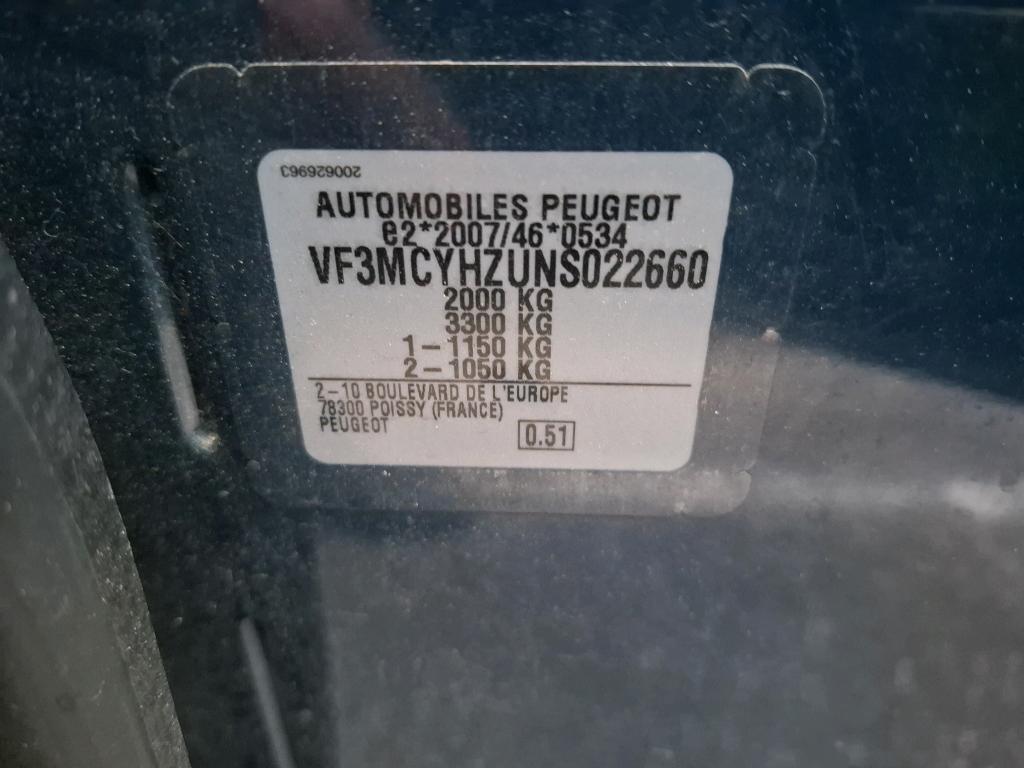 200626963
AUTOMOBILES PEUGEOT
e2*2007/46*0534
VF3MCYHZUNS022660
2000 KG
3300 KG
1-1150 KG
2-1050 KG
2-10 BOULEVARD DE L'EUROPE
78300 POISSY (FRANCE)
PEUGEOT
0.51